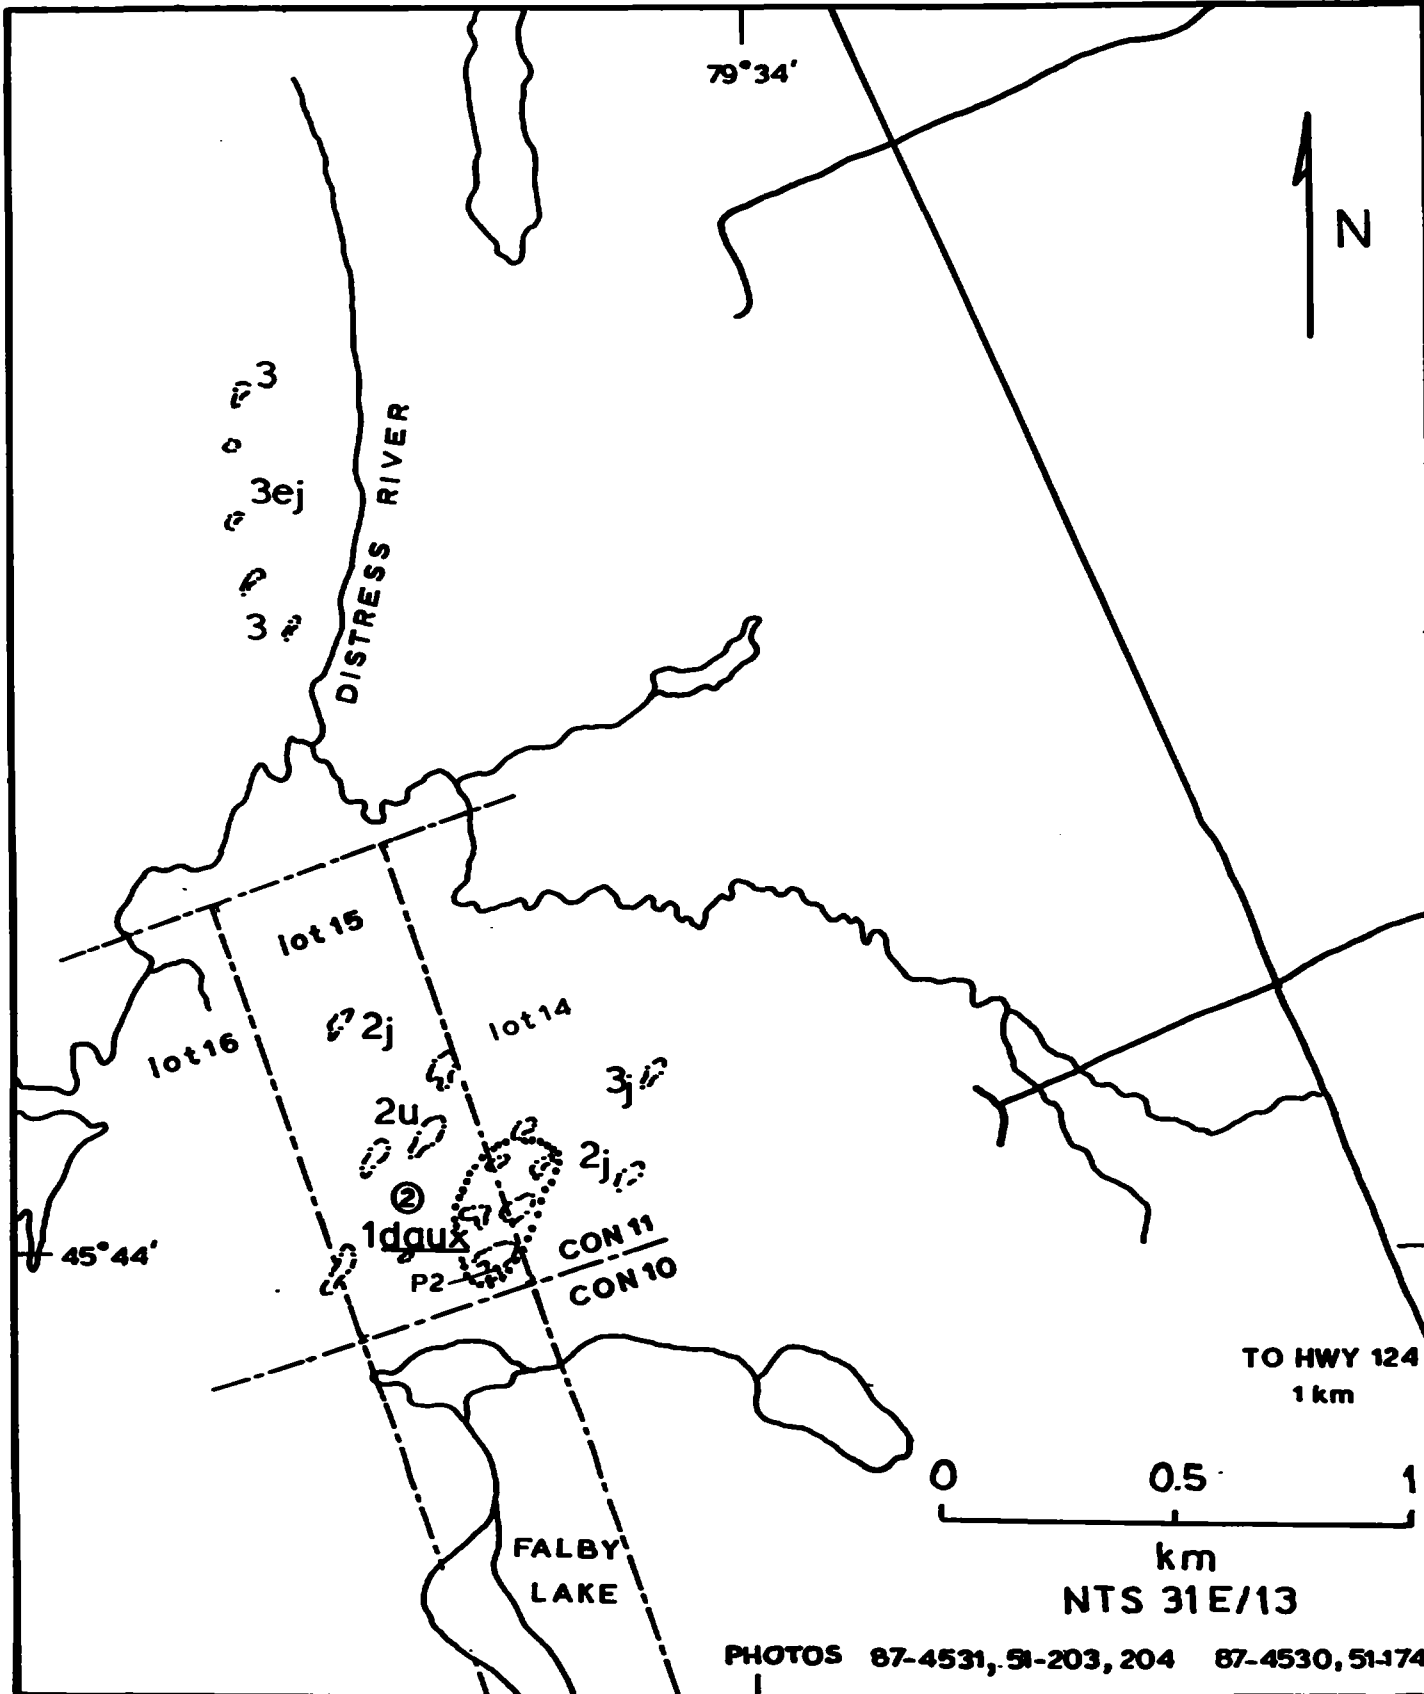 79°34'
N
3
3ej
3
DISTRESS RIVER
lot 15
lot 14
lot 16
2j
3j
2u
2j
2
1daux
45°44'
P2
CON 11
CON 10
TO HWY 124
1 km
0 0.5 1
km
FALBY
LAKE
NTS 31E/13
PHOTOS 87-4531, 51-203, 204 87-4530, 51-174